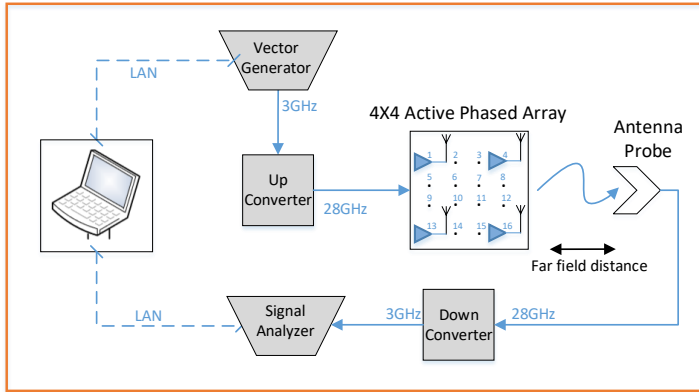 Vector
Generator
LAN
3GHz
4X4 Active Phased Array
Antenna
Probe
Up
Converter
28GHz
1 2 3 4
5 6 7 8
9 10 11 12
13 14 15 16
Far field distance
Signal
Analyzer
LAN
3GHz
Down
Converter
28GHz